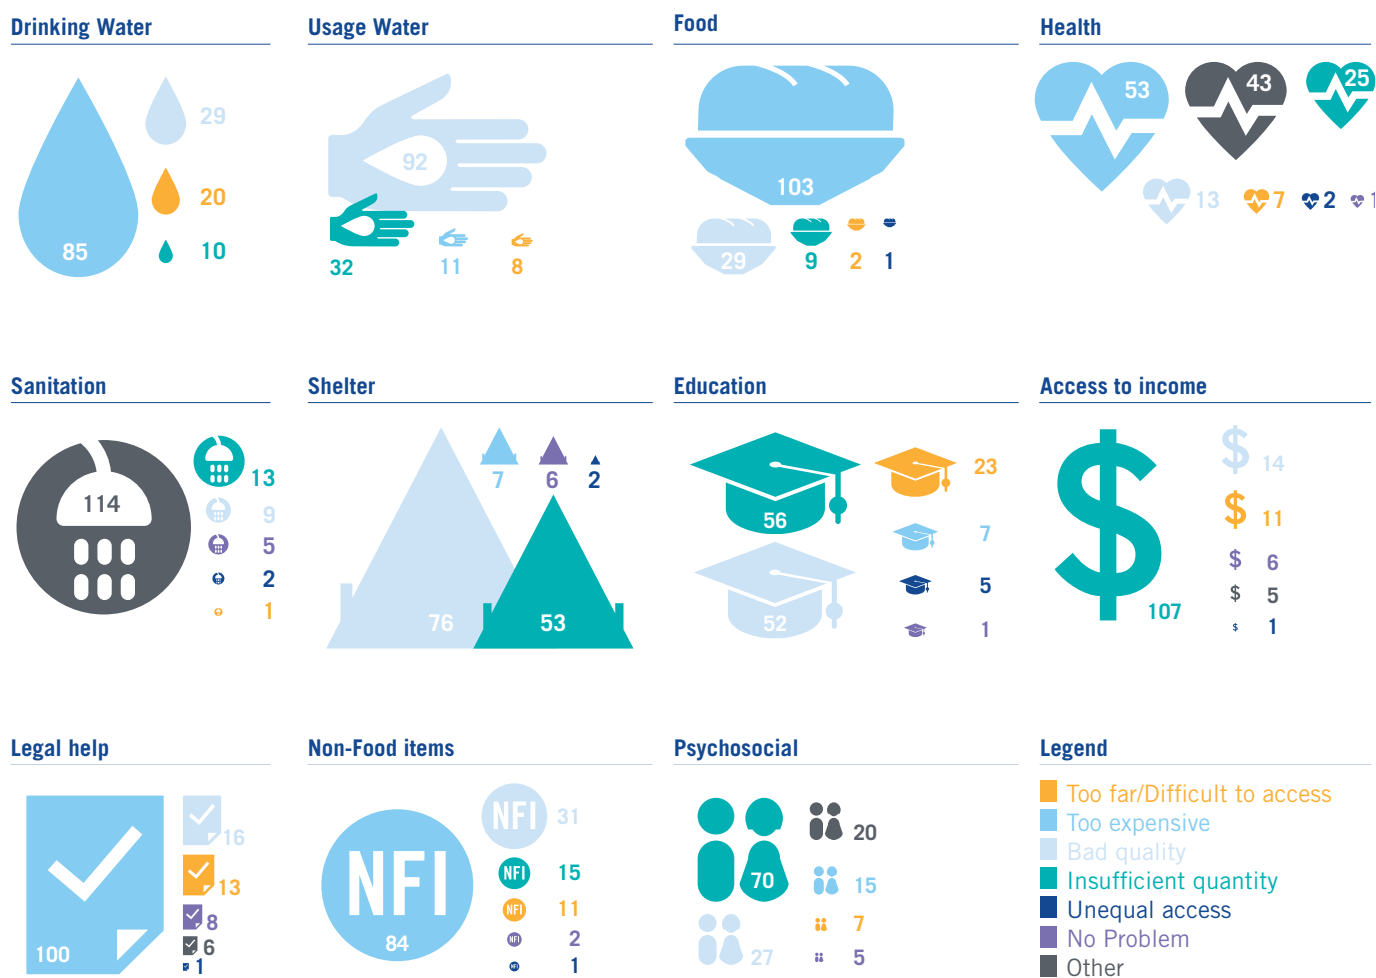 Drinking Water
85
29
20
10
Usage Water
92
32
11
8
Food
103
29
9
2
1
Health
53
43
25
13
7
2
1
Sanitation
114
13
9
5
2
1
Shelter
76
53
7
6
2
Education
56
52
23
7
5
1
Access to income
107
14
11
6
5
1
Legal help
100
16
13
8
6
1
Non-Food items
NFI
84
NFI
31
NFI
15
NFI
11
NFI
2
NFI
1
Psychosocial
70
27
20
15
7
5
Legend
Too far/Difficult to access
Too expensive
Bad quality
Insufficient quantity
Unequal access
No Problem
Other